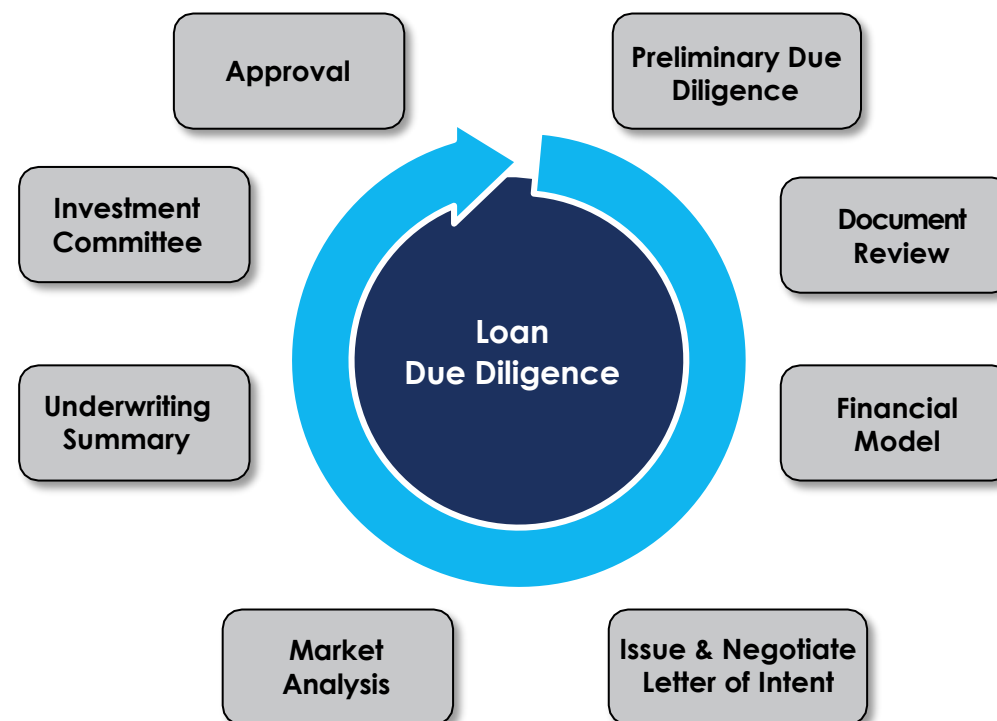 Approval
Preliminary Due
Diligence
Investment
Committee
Document
Review
Loan
Due Diligence
Underwriting
Summary
Financial
Model
Market
Analysis
Issue & Negotiate
Letter of Intent